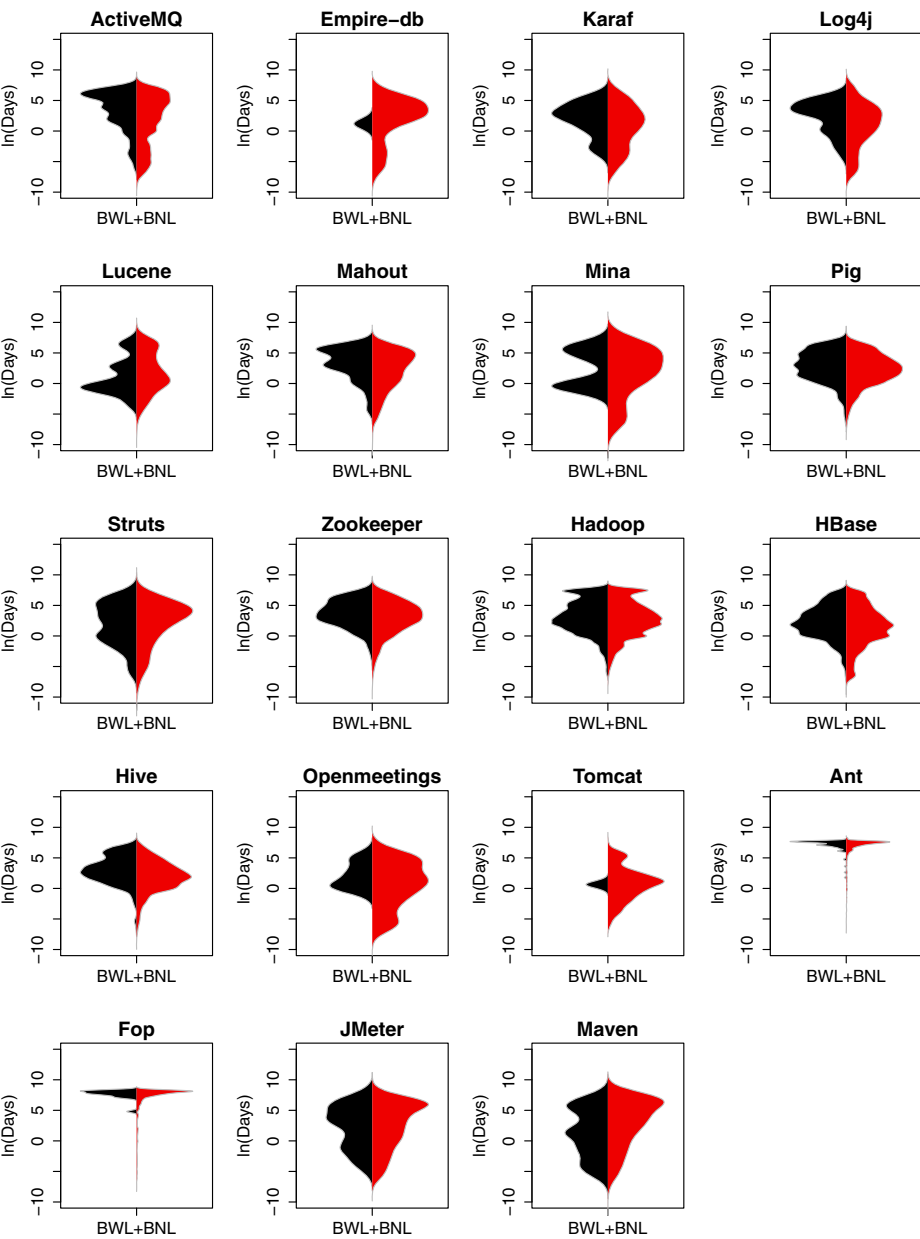 ActiveMQ Empire−db Karaf Log4j
ln(Days) −10 0 5 10 ln(Days) −10 0 5 10 ln(Days) −10 0 5 10 ln(Days) −10 0 5 10
BWL+BNL BWL+BNL BWL+BNL BWL+BNL
Lucene Mahout Mina Pig
ln(Days) −10 0 5 10 ln(Days) −10 0 5 10 ln(Days) −10 0 5 10 ln(Days) −10 0 5 10
BWL+BNL BWL+BNL BWL+BNL BWL+BNL
Struts Zookeeper Hadoop HBase
ln(Days) −10 0 5 10 ln(Days) −10 0 5 10 ln(Days) −10 0 5 10 ln(Days) −10 0 5 10
BWL+BNL BWL+BNL BWL+BNL BWL+BNL
Hive Openmeetings Tomcat Ant
ln(Days) −10 0 5 10 ln(Days) −10 0 5 10 ln(Days) −10 0 5 10 ln(Days) −10 0 5 10
BWL+BNL BWL+BNL BWL+BNL BWL+BNL
Fop JMeter Maven
ln(Days) −10 0 5 10 ln(Days) −10 0 5 10 ln(Days) −10 0 5 10
BWL+BNL BWL+BNL BWL+BNL